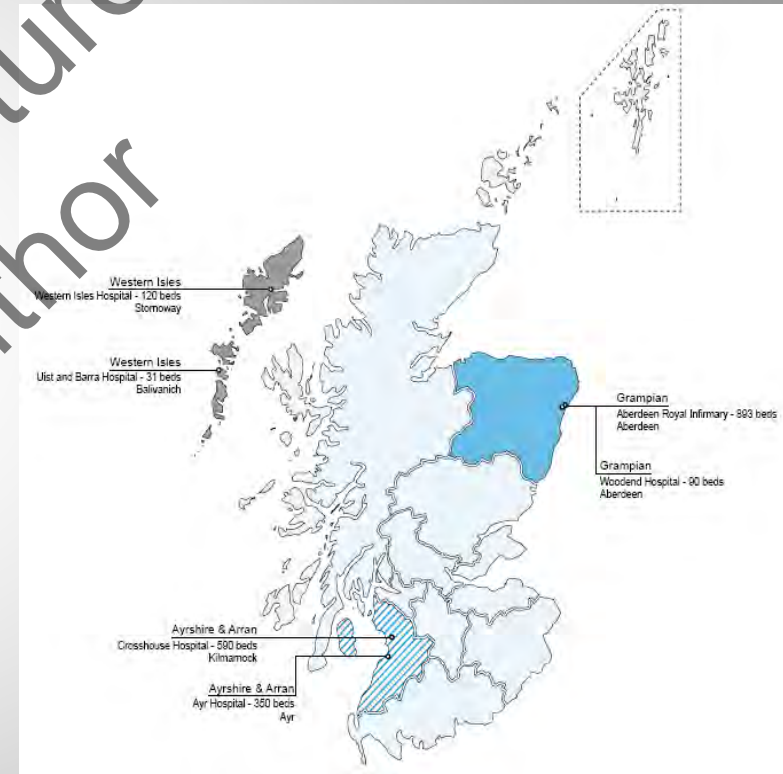 ture
thor
Western Isles
Western Isles Hospital - 120 beds
Stornoway
Western Isles
Uist and Barra Hospital - 31 beds
Balivanich
Grampian
Aberdeen Royal Infirmary - 893 beds
Aberdeen
Grampian
Woodend Hospital - 90 beds
Aberdeen
Ayrshire & Arran
Crosshouse Hospital - 590 beds
Kilmarnock
Ayrshire & Arran
Ayr Hospital - 350 beds
Ayr